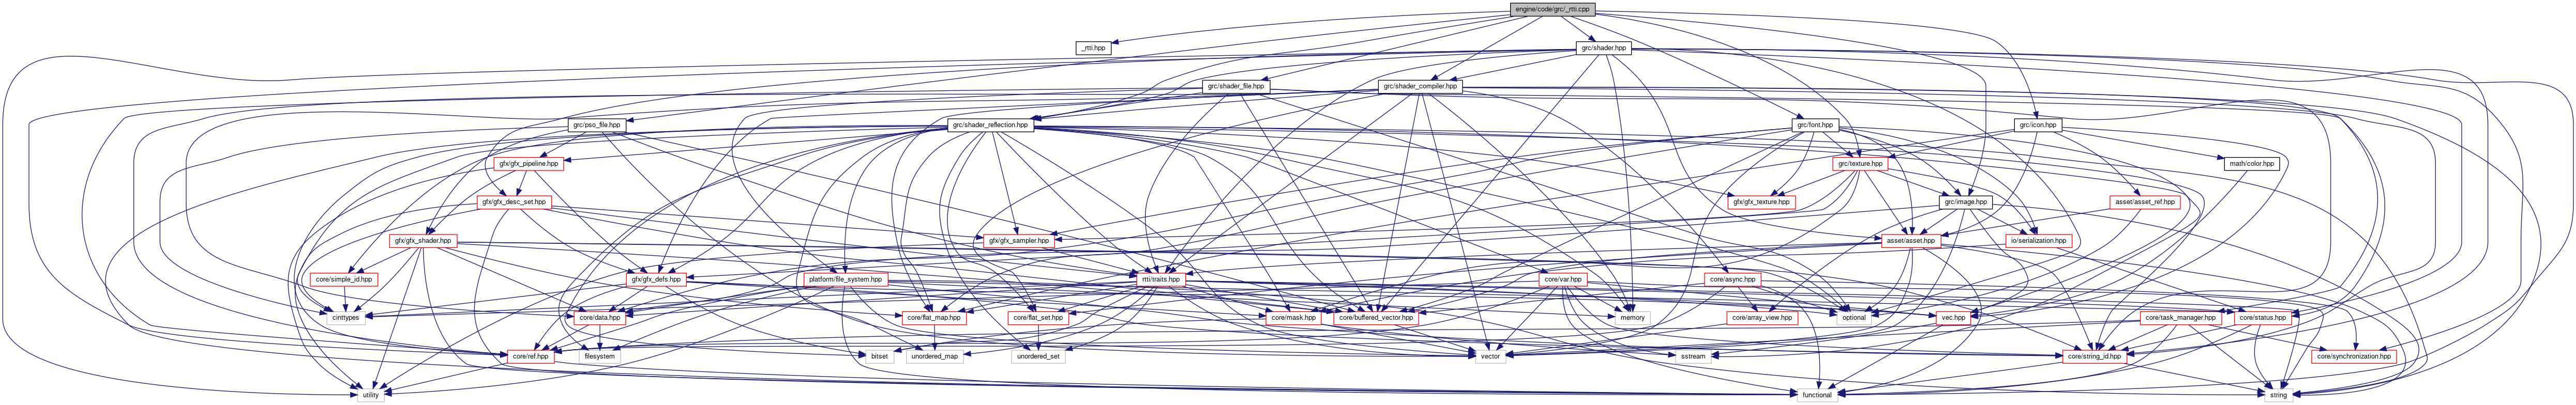 engine/code/grc/_rtti.cpp
_rtti.hpp
grc/shader.hpp
grc/shader_file.hpp
grc/shader_compiler.hpp
grc/pso_file.hpp
grc/shader_reflection.hpp
grc/font.hpp
grc/icon.hpp
gfx/gfx_pipeline.hpp
grc/texture.hpp
math/color.hpp
gfx/gfx_desc_set.hpp
gfx/gfx_texture.hpp
grc/image.hpp
asset/asset_ref.hpp
gfx/gfx_shader.hpp
gfx/gfx_sampler.hpp
asset/asset.hpp
io/serialization.hpp
core/simple_id.hpp
gfx/gfx_defs.hpp
platform/file_system.hpp
rtti/traits.hpp
core/var.hpp
core/async.hpp
cinttypes
core/data.hpp
core/flat_map.hpp
core/flat_set.hpp
core/mask.hpp
core/buffered_vector.hpp
memory
core/array_view.hpp
optional
vec.hpp
core/task_manager.hpp
core/status.hpp
core/ref.hpp
filesystem
bitset
unordered_map
unordered_set
vector
sstream
core/string_id.hpp
core/synchronization.hpp
utility
functional
string